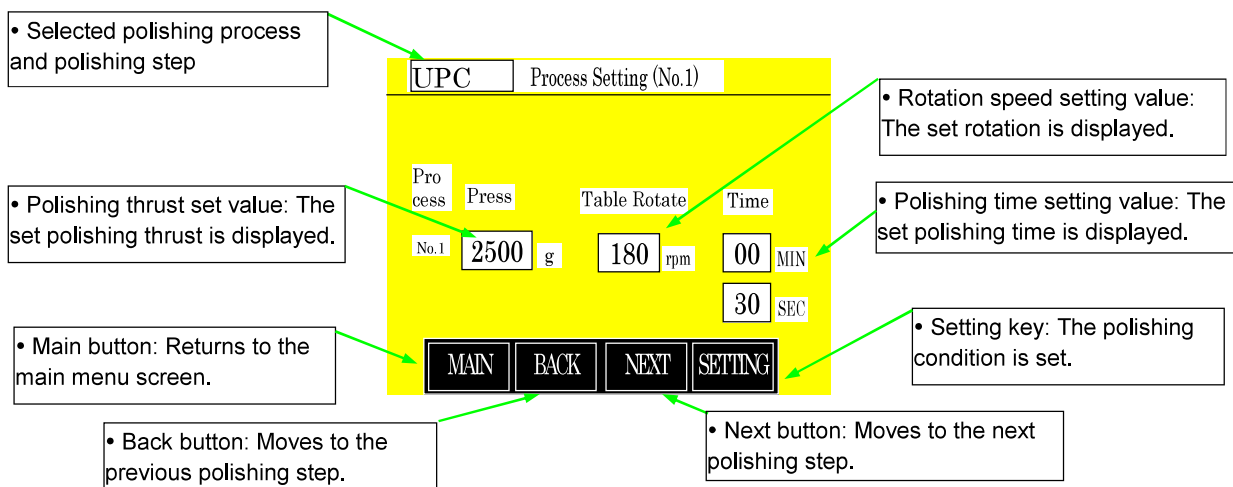 • Selected polishing process
and polishing step
UPC
Process Setting (No.1)
• Rotation speed setting value:
The set rotation is displayed.
• Polishing thrust set value: The
set polishing thrust is displayed.
Pro
cess
Press
Table Rotate
Time
• Polishing time setting value: The
set polishing time is displayed.
No.1
2500
g
180
rpm
00
MIN
30
SEC
• Main button: Returns to the
main menu screen.
MAIN
BACK
NEXT
SETTING
• Setting key: The polishing
condition is set.
• Back button: Moves to the
previous polishing step.
• Next button: Moves to the next
polishing step.